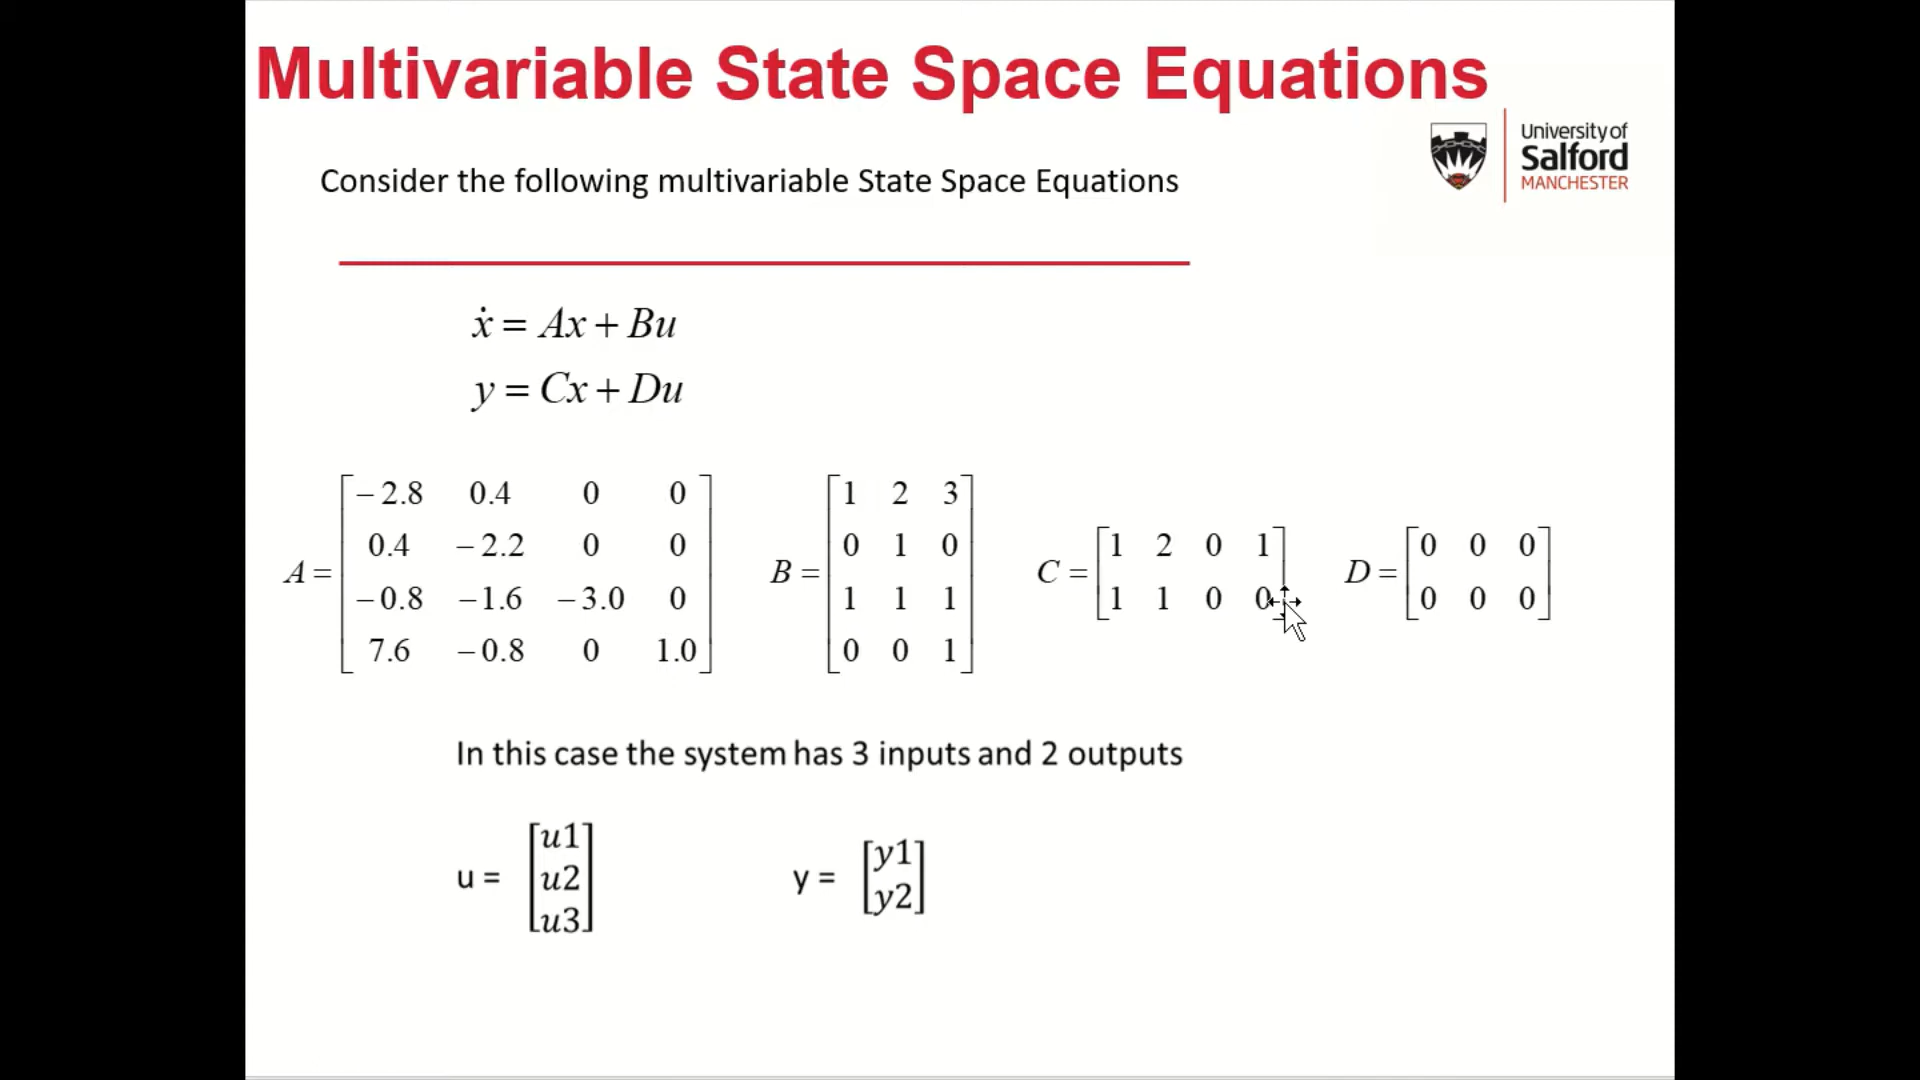 Multivariable State Space Equations
University of
Salford
MANCHESTER
Consider the following multivariable State Space Equations
ẋ = Ax + Bu
y = Cx + Du
A = [−2.8 0.4 0 0
0.4 −2.2 0 0
−0.8 −1.6 −3.0 0
7.6 −0.8 0 1.0]
B = [1 2 3
0 1 0
1 1 1
0 0 1]
C = [1 2 0 1
1 1 0 0]
D = [0 0 0
0 0 0]
In this case the system has 3 inputs and 2 outputs
u = [u1
u2
u3]
y = [y1
y2]